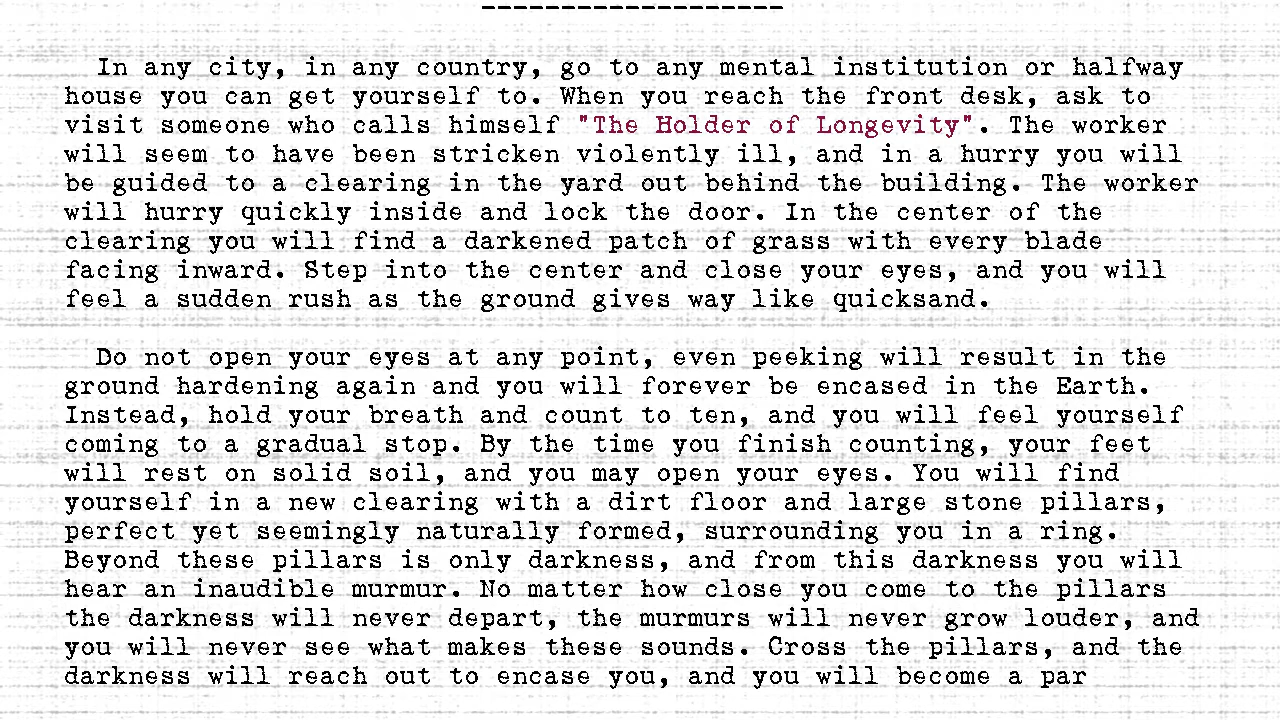 -------------------
In any city, in any country, go to any mental institution or halfway
house you can get yourself to. When you reach the front desk, ask to
visit someone who calls himself "The Holder of Longevity". The worker
will seem to have been stricken violently ill, and in a hurry you will
be guided to a clearing in the yard out behind the building. The worker
will hurry quickly inside and lock the door. In the center of the
clearing you will find a darkened patch of grass with every blade
facing inward. Step into the center and close your eyes, and you will
feel a sudden rush as the ground gives way like quicksand.
Do not open your eyes at any point, even peeking will result in the
ground hardening again and you will forever be encased in the Earth.
Instead, hold your breath and count to ten, and you will feel yourself
coming to a gradual stop. By the time you finish counting, your feet
will rest on solid soil, and you may open your eyes. You will find
yourself in a new clearing with a dirt floor and large stone pillars,
perfect yet seemingly naturally formed, surrounding you in a ring.
Beyond these pillars is only darkness, and from this darkness you will
hear an inaudible murmur. No matter how close you come to the pillars
the darkness will never depart, the murmurs will never grow louder, and
you will never see what makes these sounds. Cross the pillars, and the
darkness will reach out to encase you, and you will become a par